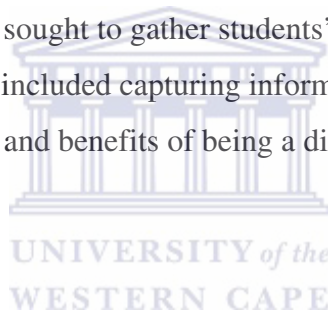 sought to gather students'
included capturing inform
and benefits of being a di
UNIVERSITY of the
WESTERN CAPE